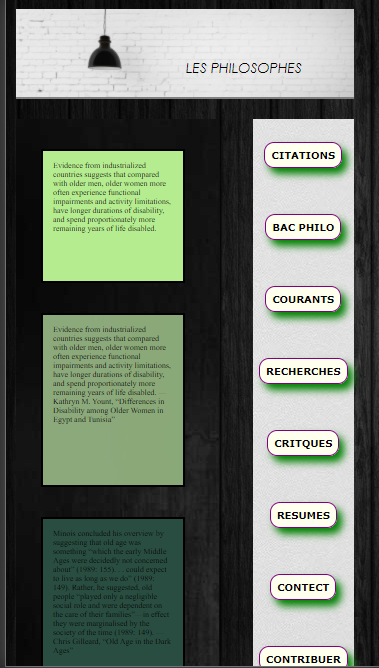 LES PHILOSOPHES
Evidence from industrialized
countries suggests that compared
with older men, older women more
often experience functional
impairments and activity limitations,
have longer durations of disability,
and spend proportionately more
remaining years of life disabled.
Evidence from industrialized
countries suggests that compared
with older men, older women more
often experience functional
impairments and activity limitations,
have longer durations of disability,
and spend proportionately more
remaining years of life disabled. —
Kathryn M. Yount, “Differences in
Disability among Older Women in
Egypt and Tunisia”
Minois concluded his overview by
suggesting that old age was
something “which the early Middle
Ages were decidedly not concerned
about” (1989: 155) . . . could expect
to live as long as we do” (1989:
149). Rather, he suggested, old
people “played only a negligible
social role and were dependent on
the care of their families” – in effect
they were marginalised by the
society of the time (1989: 149). —
Chris Gilleard, “Old Age in the Dark
Ages”
CITATIONS
BAC PHILO
COURANTS
RECHERCHES
CRITQUES
RESUMES
CONTECT
CONTRIBUER